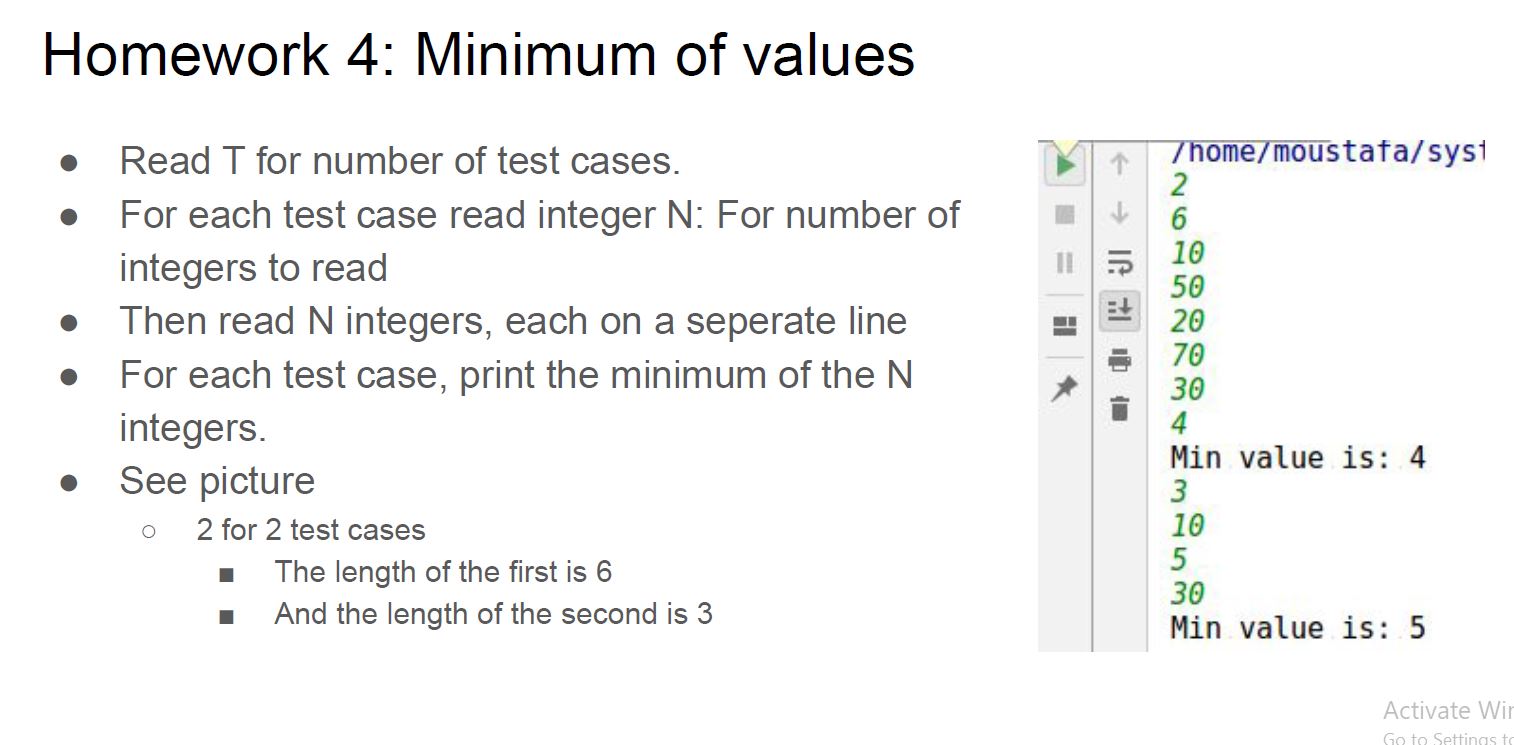 Homework 4: Minimum of values
● Read T for number of test cases.
● For each test case read integer N: For number of
integers to read
● Then read N integers, each on a seperate line
● For each test case, print the minimum of the N
integers.
● See picture
○ 2 for 2 test cases
■ The length of the first is 6
■ And the length of the second is 3
/home/moustafa/syst
2
6
10
50
20
70
30
4
Min value is: 4
3
10
5
30
Min value is: 5
Activate Win
Go to Settings to